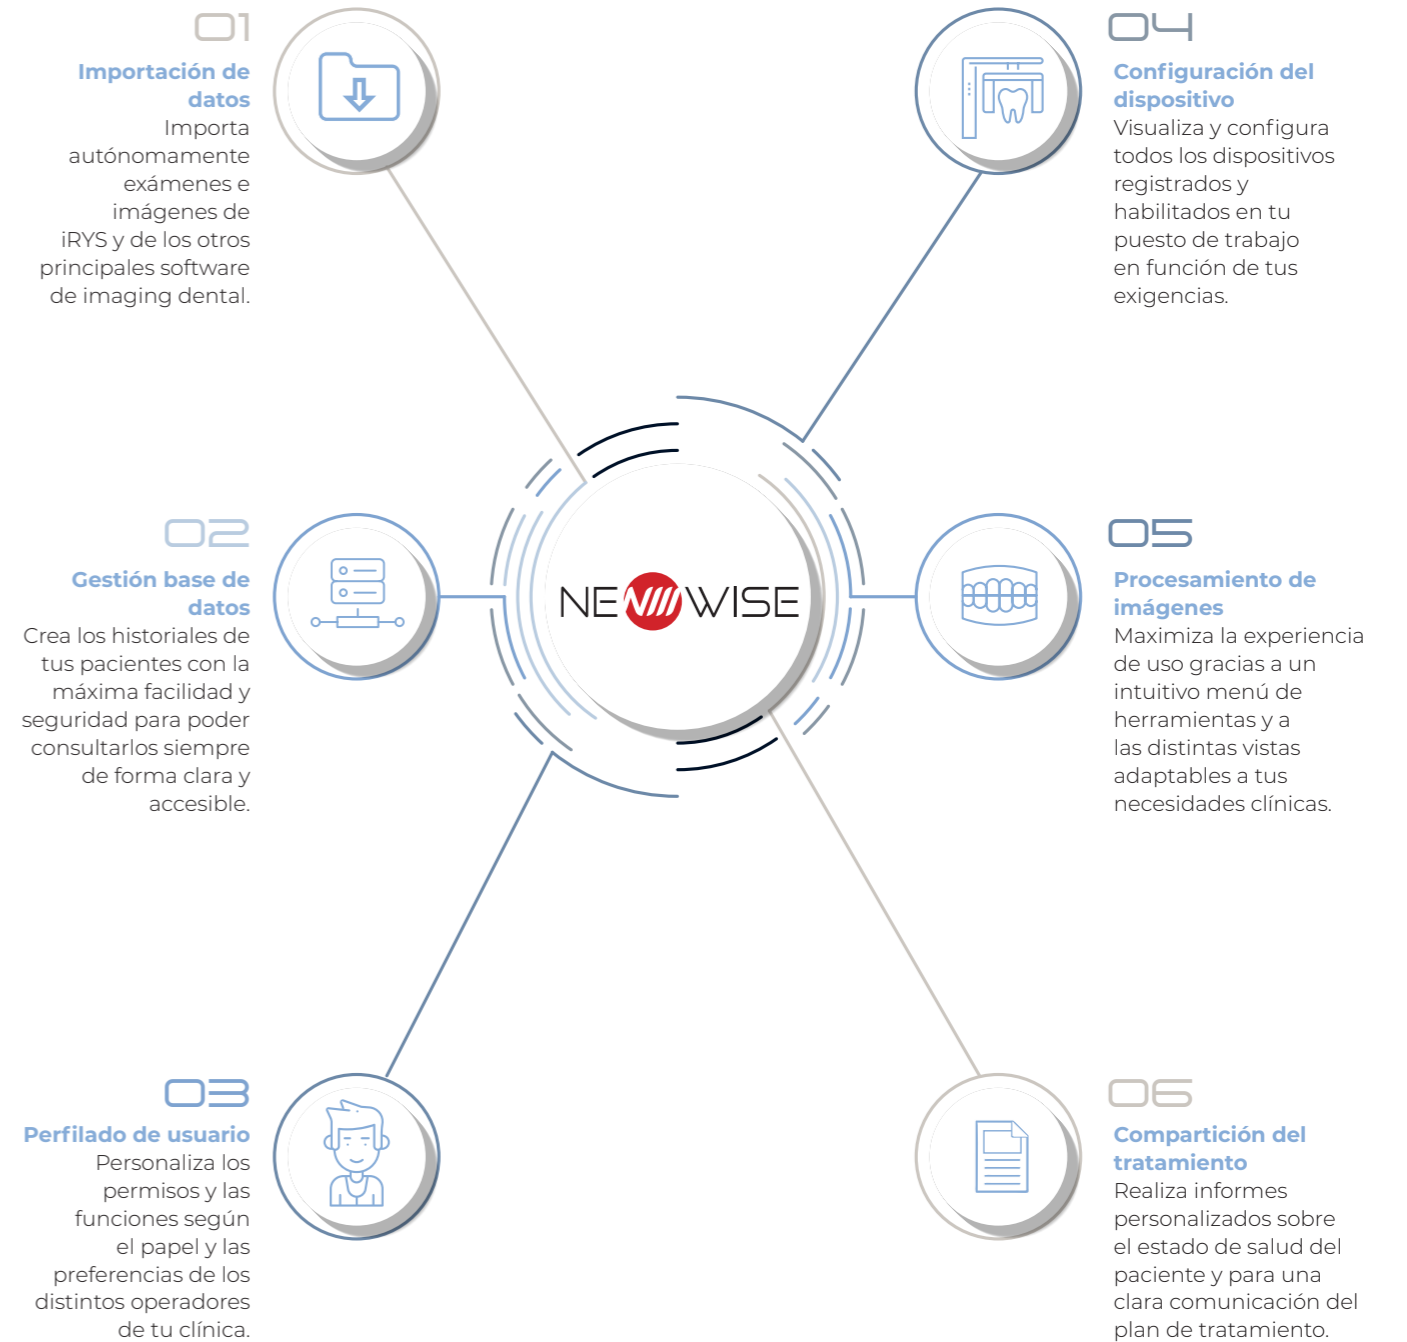 01
Importación de
datos
Importa
autónomamente
exámenes e
imágenes de
iRYS y de los otros
principales software
de imaging dental.
02
Gestión base de
datos
Crea los historiales de
tus pacientes con la
máxima facilidad y
seguridad para poder
consultarlos siempre
de forma clara y
accesible.
03
Perfilado de usuario
Personaliza los
permisos y las
funciones según
el papel y las
preferencias de los
distintos operadores
de tu clínica.
NEWWISE
04
Configuración del
dispositivo
Visualiza y configura
todos los dispositivos
registrados y
habilitados en tu
puesto de trabajo
en función de tus
exigencias.
05
Procesamiento de
imágenes
Maximiza la experiencia
de uso gracias a un
intuitivo menú de
herramientas y a
las distintas vistas
adaptables a tus
necesidades clínicas.
06
Compartición del
tratamiento
Realiza informes
personalizados sobre
el estado de salud del
paciente y para una
clara comunicación del
plan de tratamiento.